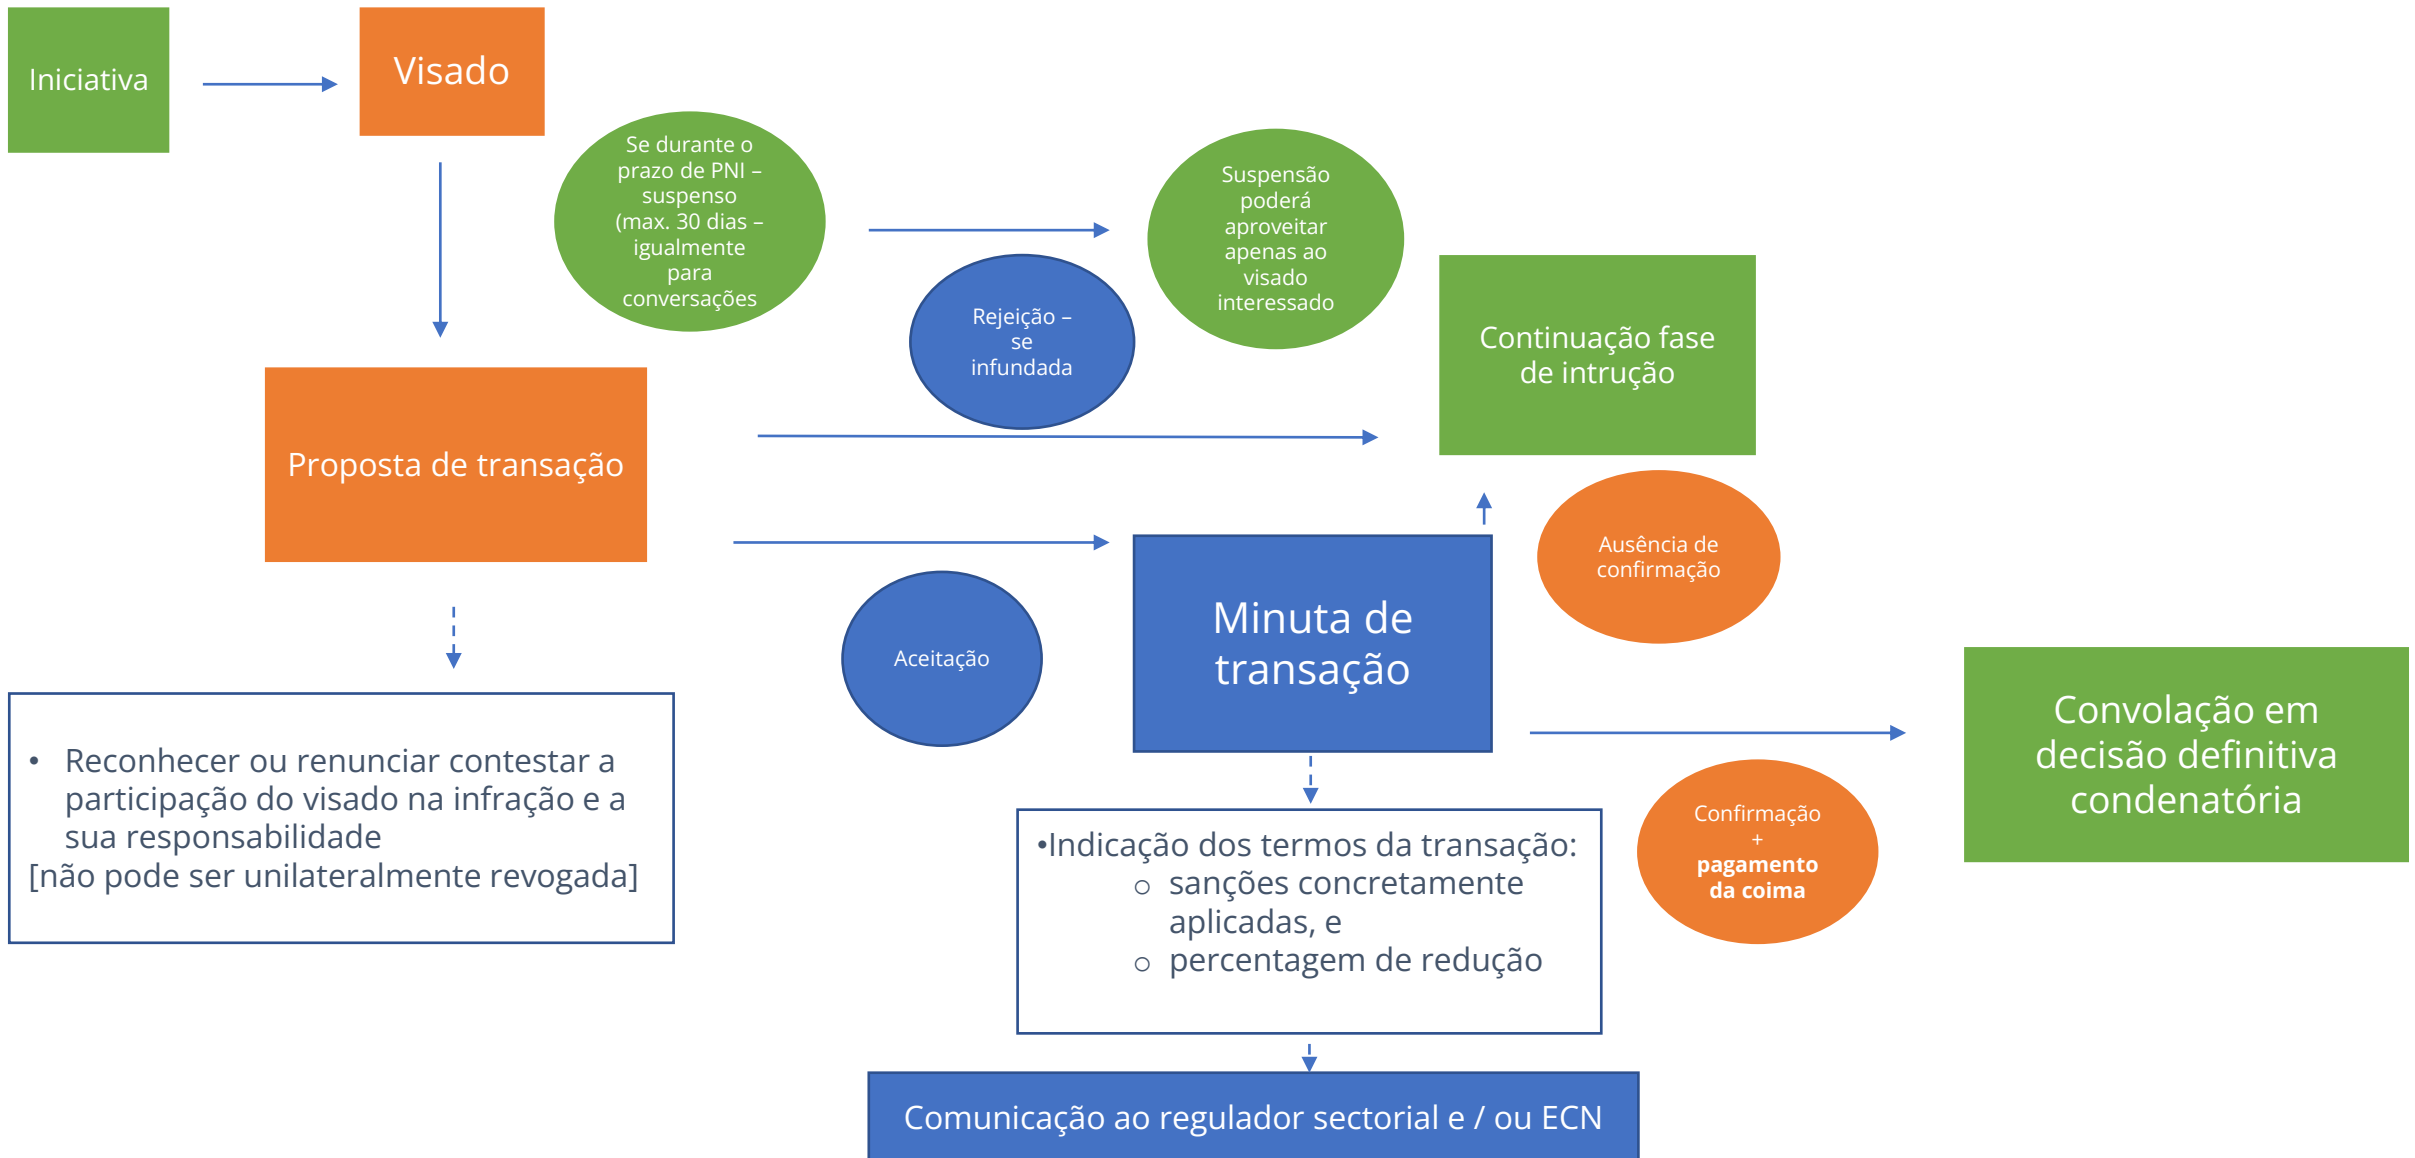 Iniciativa
Visado
Se durante o
prazo de PNI –
suspenso
(max. 30 dias –
igualmente
para
conversações
Suspensão
poderá
aproveitar
apenas ao
visado
interessado
Rejeição –
se
infundada
Continuação fase
de intrução
Proposta de transação
Ausência de
confirmação
Minuta de
transação
Aceitação
Convolação em
decisão definitiva
condenatória
• Reconhecer ou renunciar contestar a
participação do visado na infração e a
sua responsabilidade
[não pode ser unilateralmente revogada]
Confirmação
+
pagamento
da coima
•Indicação dos termos da transação:
o sanções concretamente
aplicadas, e
o percentagem de redução
Comunicação ao regulador sectorial e / ou ECN